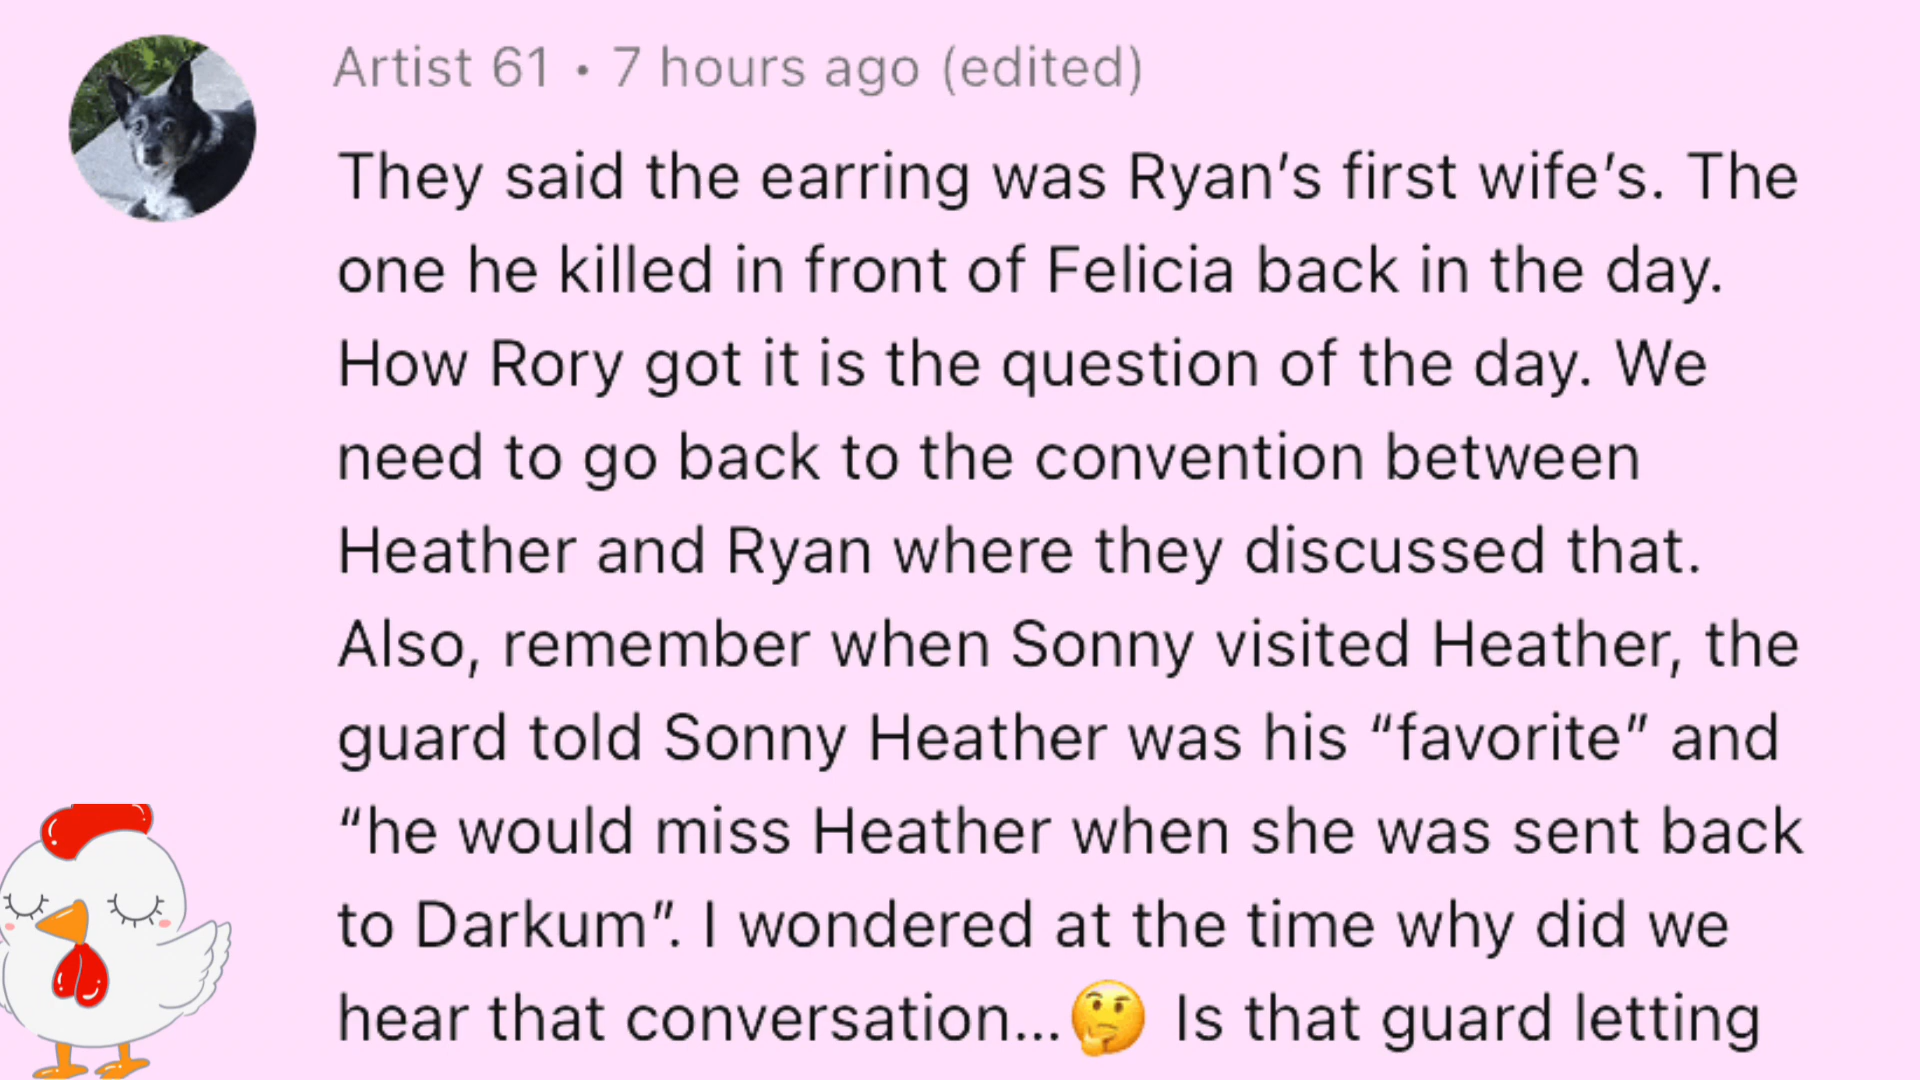 Artist 61 • 7 hours ago (edited)
They said the earring was Ryan’s first wife’s. The
one he killed in front of Felicia back in the day.
How Rory got it is the question of the day. We
need to go back to the convention between
Heather and Ryan where they discussed that.
Also, remember when Sonny visited Heather, the
guard told Sonny Heather was his “favorite” and
“he would miss Heather when she was sent back
to Darkum”. I wondered at the time why did we
hear that conversation...🤔 Is that guard letting